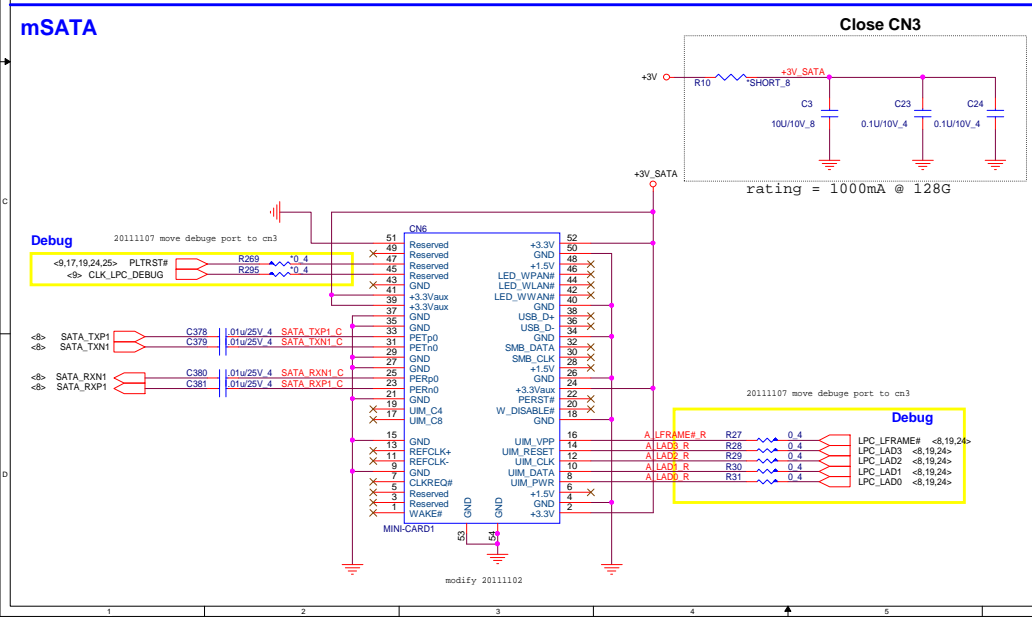 mSATA
Close CN3
+3V
R10
*SHORT_8
+3V_SATA
C3
10U/10V_8
C23
0.1U/10V_4
C24
0.1U/10V_4
rating = 1000mA @ 128G
+3V_SATA
Debug
20111107 move debuge port to cn3
<9,17,19,24,25> PLTRST#
R269 *0_4
<9> CLK_LPC_DEBUG
R295 *0_4
<8> SATA_TXP1
C378 .01u/25V_4 SATA_TXP1_C
<8> SATA_TXN1
C379 .01u/25V_4 SATA_TXN1_C
<8> SATA_RXN1
C380 .01u/25V_4 SATA_RXN1_C
<8> SATA_RXP1
C381 .01u/25V_4 SATA_RXP1_C
CN6
51 Reserved
49 Reserved
47 Reserved
45 Reserved
43 GND
41 +3.3Vaux
39 +3.3Vaux
37 GND
35 GND
33 PETp0
31 PETn0
29 GND
27 GND
25 PERp0
23 PERn0
21 GND
19 UIM_C4
17 UIM_C8
15 GND
13 REFCLK+
11 REFCLK-
9 GND
7 CLKREQ#
5 Reserved
3 Reserved
1 WAKE#
+3.3V 52
GND 50
+1.5V 48
LED_WPAN# 46
LED_WLAN# 44
LED_WWAN# 42
GND 40
USB_D+ 38
USB_D- 36
GND 34
SMB_DATA 32
SMB_CLK 30
+1.5V 28
GND 26
+3.3Vaux 24
PERST# 22
W_DISABLE# 20
GND 18
UIM_VPP 16
UIM_RESET 14
UIM_CLK 12
UIM_DATA 10
UIM_PWR 8
+1.5V 6
GND 4
+3.3V 2
GND 53
GND 54
MINI-CARD1
modify 20111102
20111107 move debuge port to cn3
Debug
A_LFRAME#_R R27 0_4 LPC_LFRAME# <8,19,24>
A_LAD3_R R28 0_4 LPC_LAD3 <8,19,24>
A_LAD2_R R29 0_4 LPC_LAD2 <8,19,24>
A_LAD1_R R30 0_4 LPC_LAD1 <8,19,24>
A_LAD0_R R31 0_4 LPC_LAD0 <8,19,24>
C
D
1 2 3 4 5